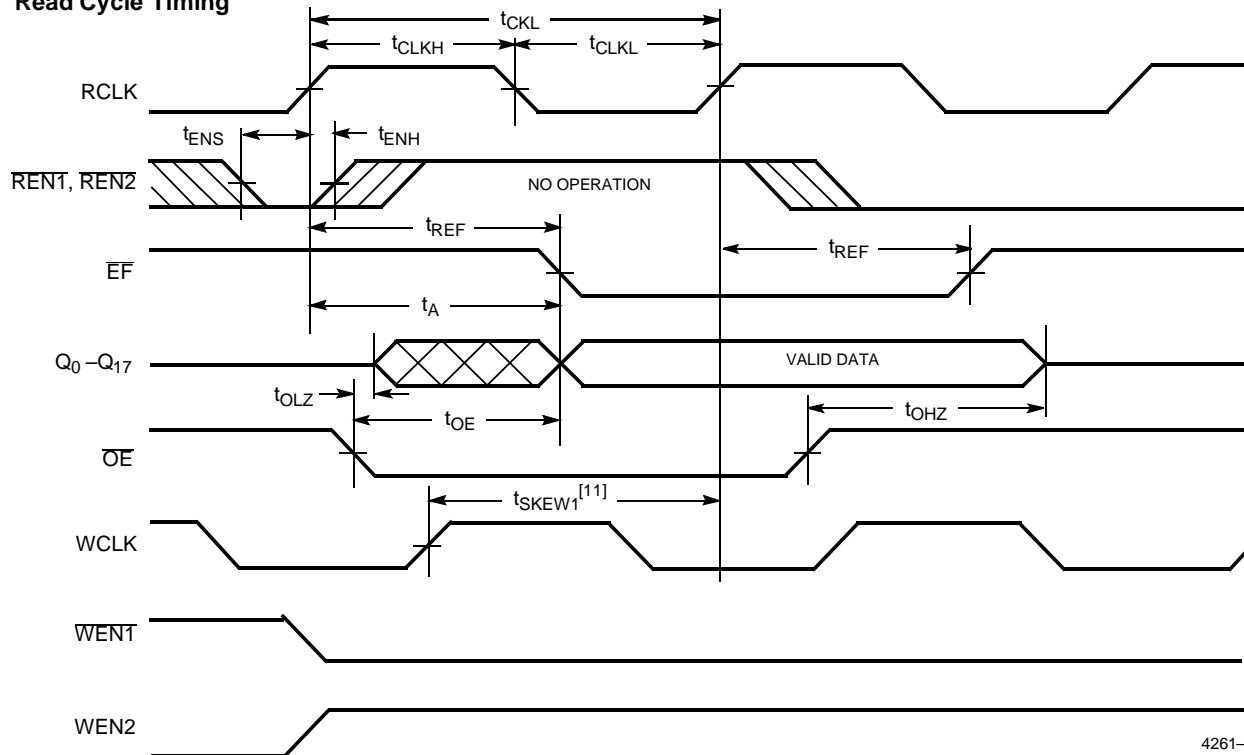 Read Cycle Timing
tCKL
tCLKH
tCLKL
RCLK
tENS
tENH
REN1, REN2
NO OPERATION
tREF
tREF
EF
tA
Q0 –Q17
VALID DATA
tOLZ
tOE
tOHZ
OE
tSKEW1[11]
WCLK
WEN1
WEN2
4261–